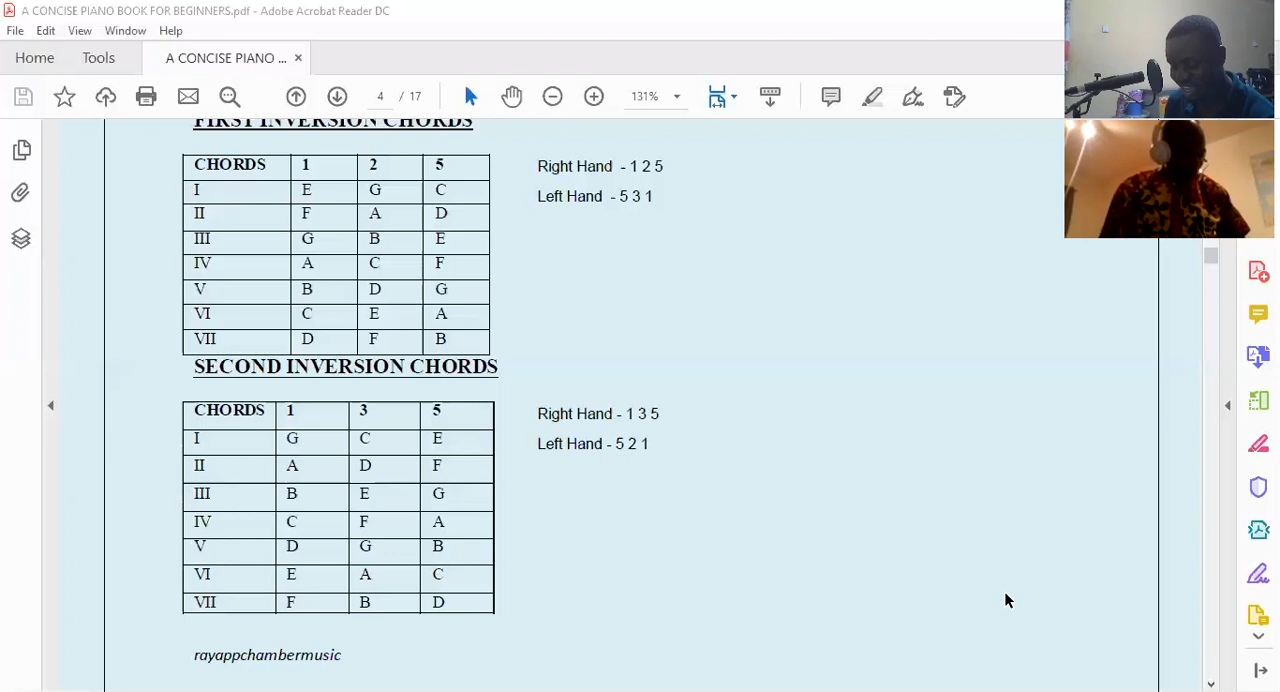 A CONCISE PIANO BOOK FOR BEGINNERS.pdf - Adobe Acrobat Reader DC
File Edit View Window Help
Home Tools A CONCISE PIANO ... ×
4 / 17 131%
FIRST INVERSION CHORDS
CHORDS 1 2 5
I E G C
II F A D
III G B E
IV A C F
V B D G
VI C E A
VII D F B
Right Hand - 1 2 5
Left Hand - 5 3 1
SECOND INVERSION CHORDS
CHORDS 1 3 5
I G C E
II A D F
III B E G
IV C F A
V D G B
VI E A C
VII F B D
Right Hand - 1 3 5
Left Hand - 5 2 1
rayappchambermusic